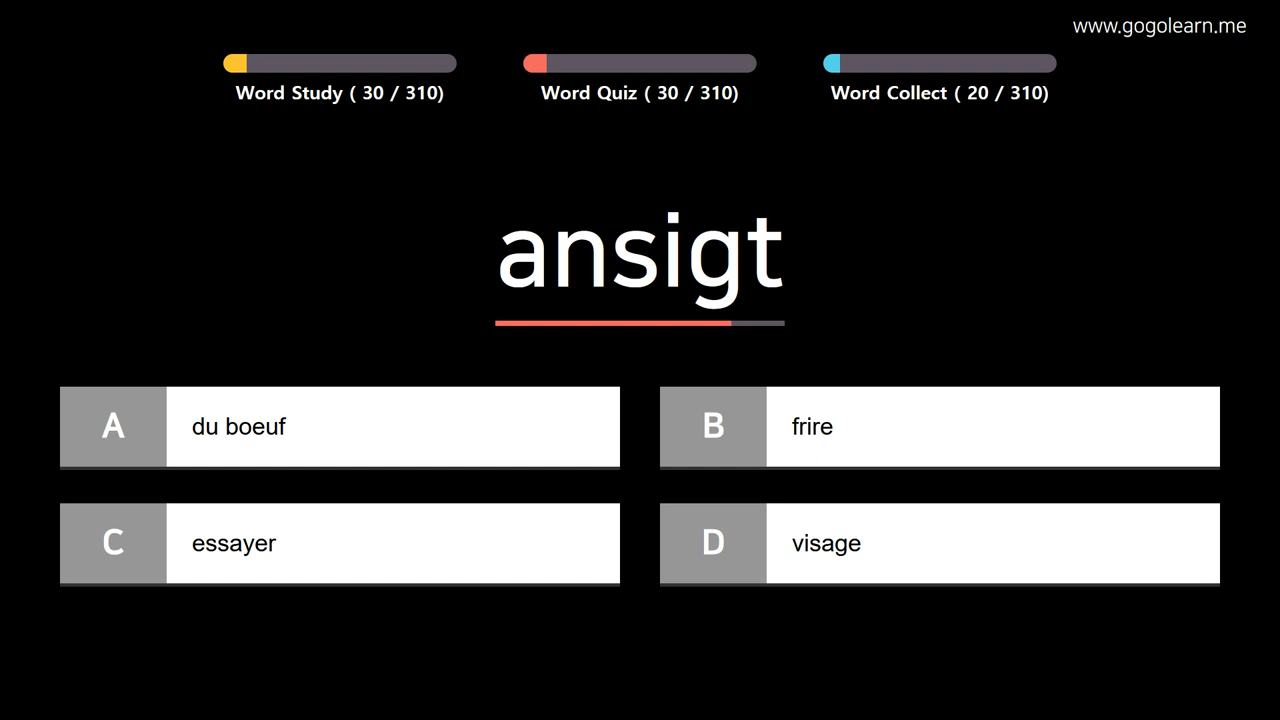 www.gogolearn.me
Word Study ( 30 / 310)
Word Quiz ( 30 / 310)
Word Collect ( 20 / 310)
ansigt
A du boeuf
B frire
C essayer
D visage